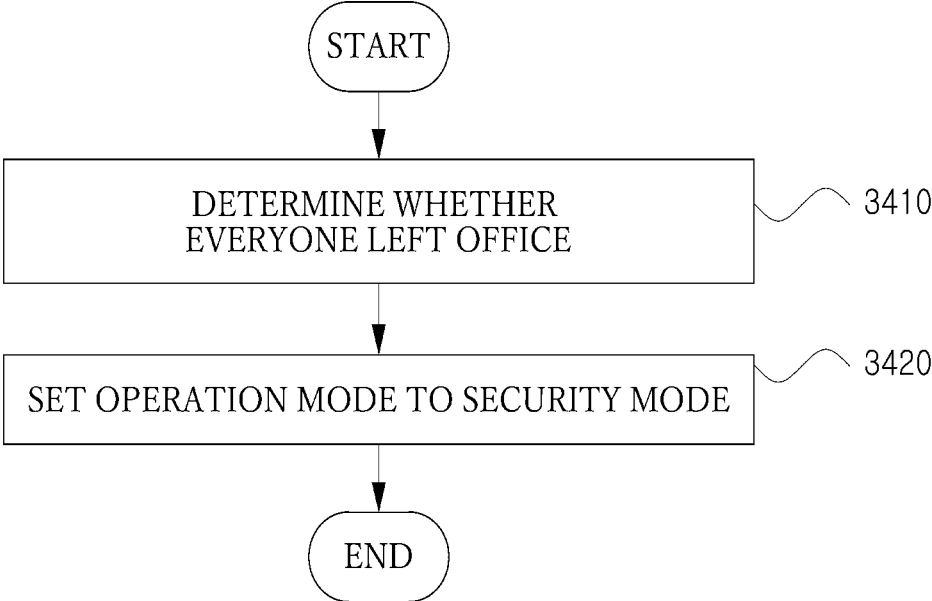 START
DETERMINE WHETHER
EVERYONE LEFT OFFICE
3410
SET OPERATION MODE TO SECURITY MODE
3420
END